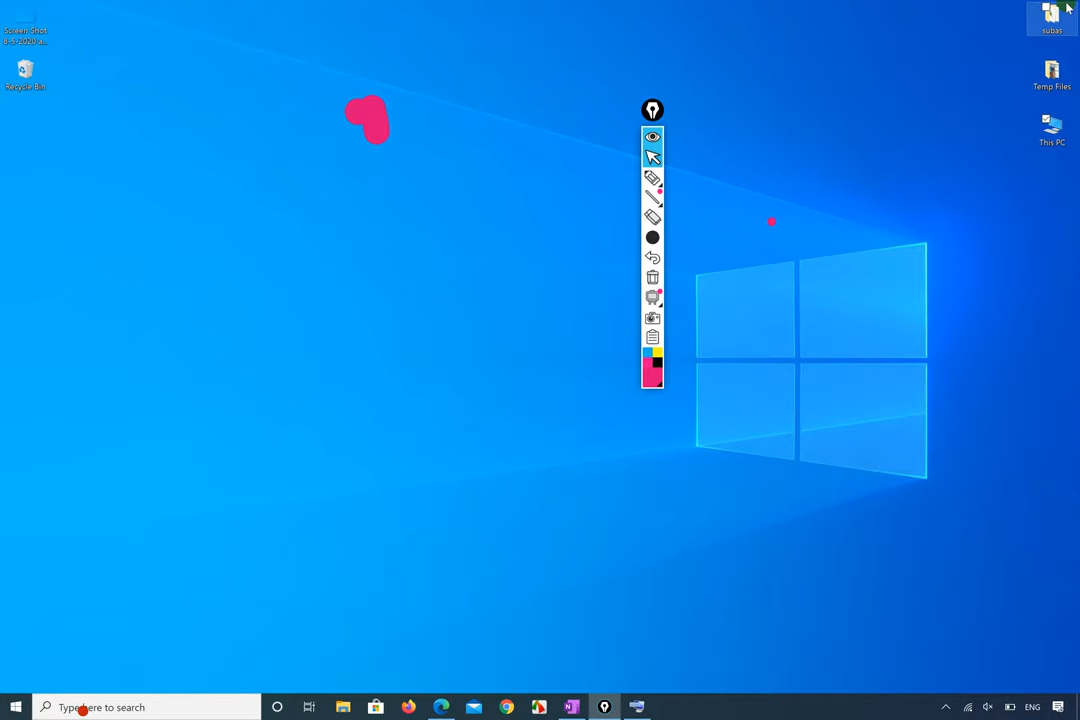 Screen Shot
8-5-2020 a...
Recycle Bin
subas
Temp Files
This PC
Type here to search
ENG